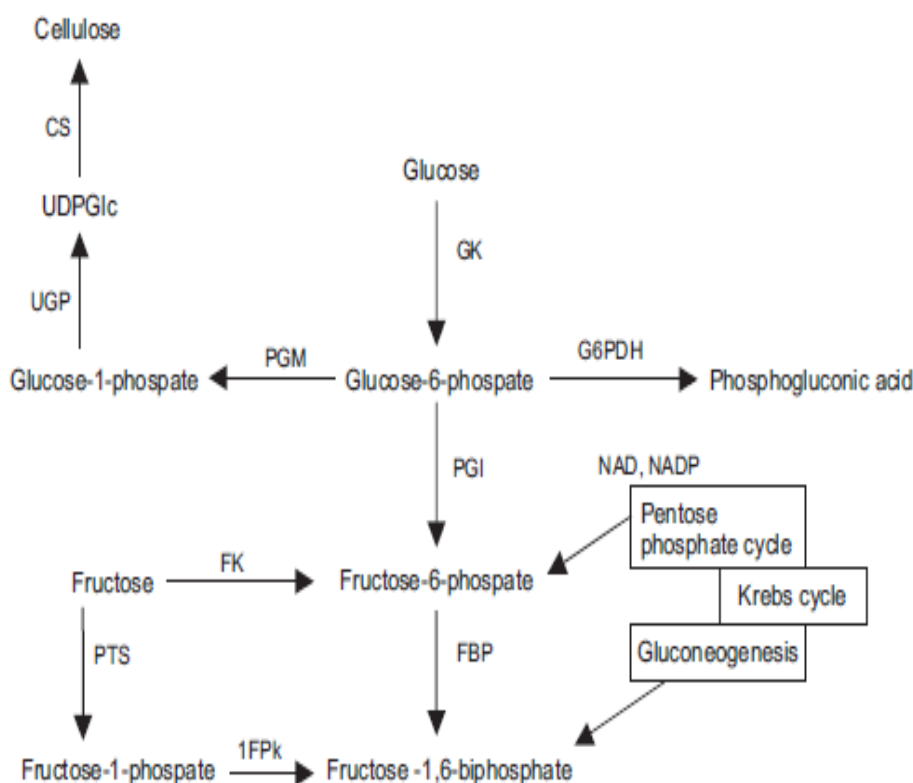 Cellulose
CS
Glucose
UDPGlc
GK
UGP
PGM
G6PDH
Glucose-1-phospate
Glucose-6-phospate
Phosphogluconic acid
PGI
NAD, NADP
Pentose
phosphate cycle
FK
Fructose
Fructose-6-phospate
Krebs cycle
PTS
FBP
Gluconeogenesis
1FPk
Fructose-1-phospate
Fructose -1,6-biphosphate